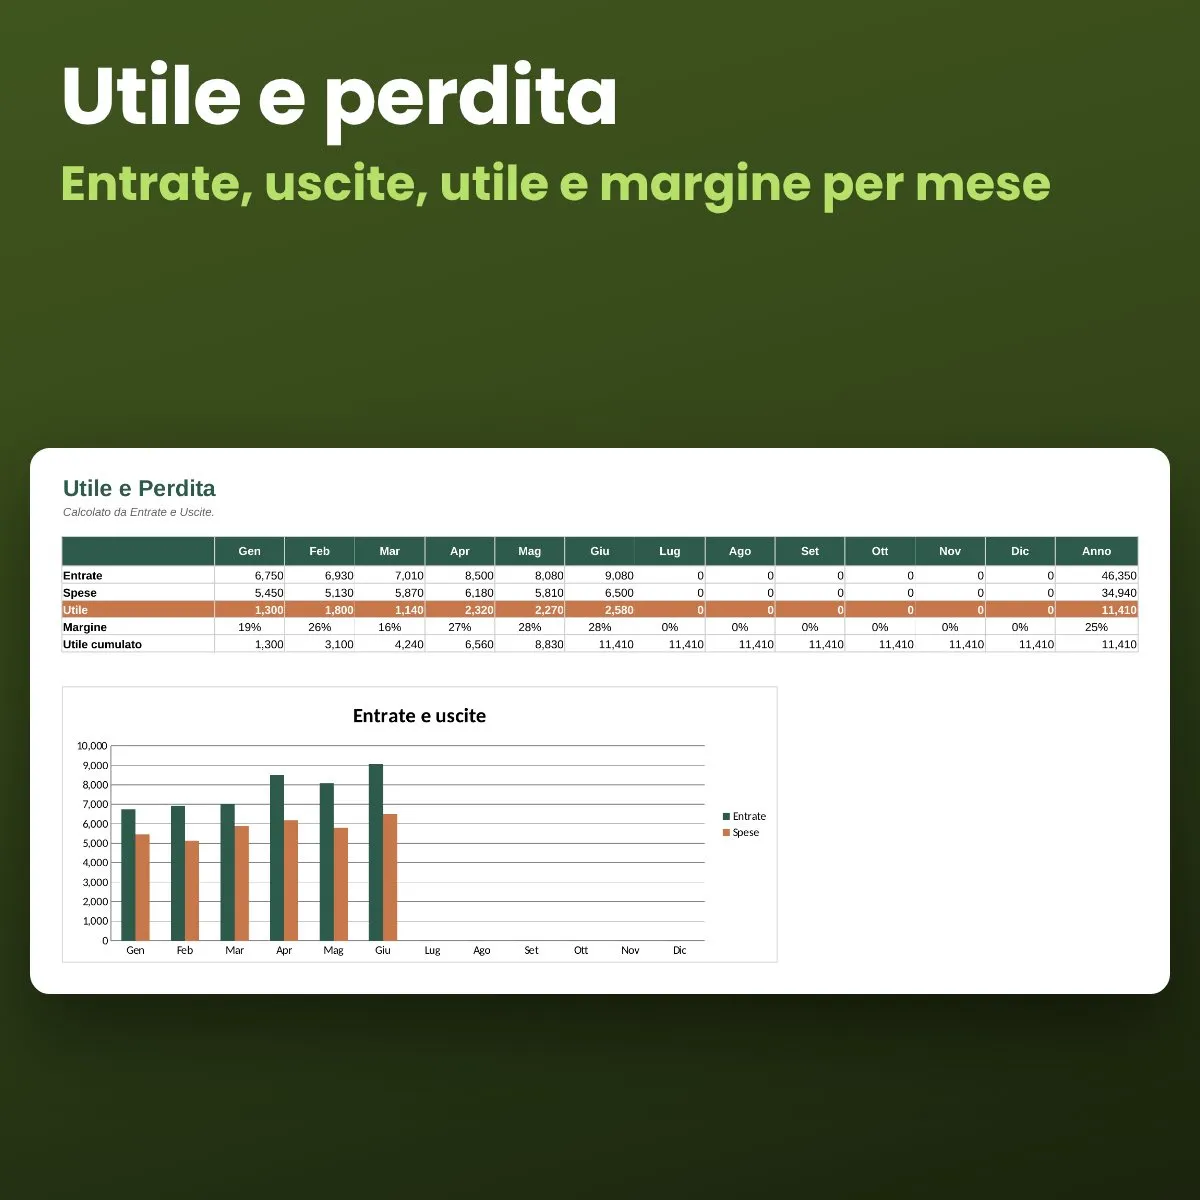 Utile e perdita
Entrate, uscite, utile e margine per mese
Utile e Perdita
Calcolato da Entrate e Uscite.
Gen Feb Mar Apr Mag Giu Lug Ago Set Ott Nov Dic Anno
Entrate 6,750 6,930 7,010 8,500 8,080 9,080 0 0 0 0 0 0 46,350
Spese 5,450 5,130 5,870 6,180 5,810 6,500 0 0 0 0 0 0 34,940
Utile 1,300 1,800 1,140 2,320 2,270 2,580 0 0 0 0 0 0 11,410
Margine 19% 26% 16% 27% 28% 28% 0% 0% 0% 0% 0% 0% 25%
Utile cumulato 1,300 3,100 4,240 6,560 8,830 11,410 11,410 11,410 11,410 11,410 11,410 11,410 11,410
Entrate e uscite
10,000
9,000
8,000
7,000
6,000
5,000
4,000
3,000
2,000
1,000
0
Gen Feb Mar Apr Mag Giu Lug Ago Set Ott Nov Dic
Entrate
Spese